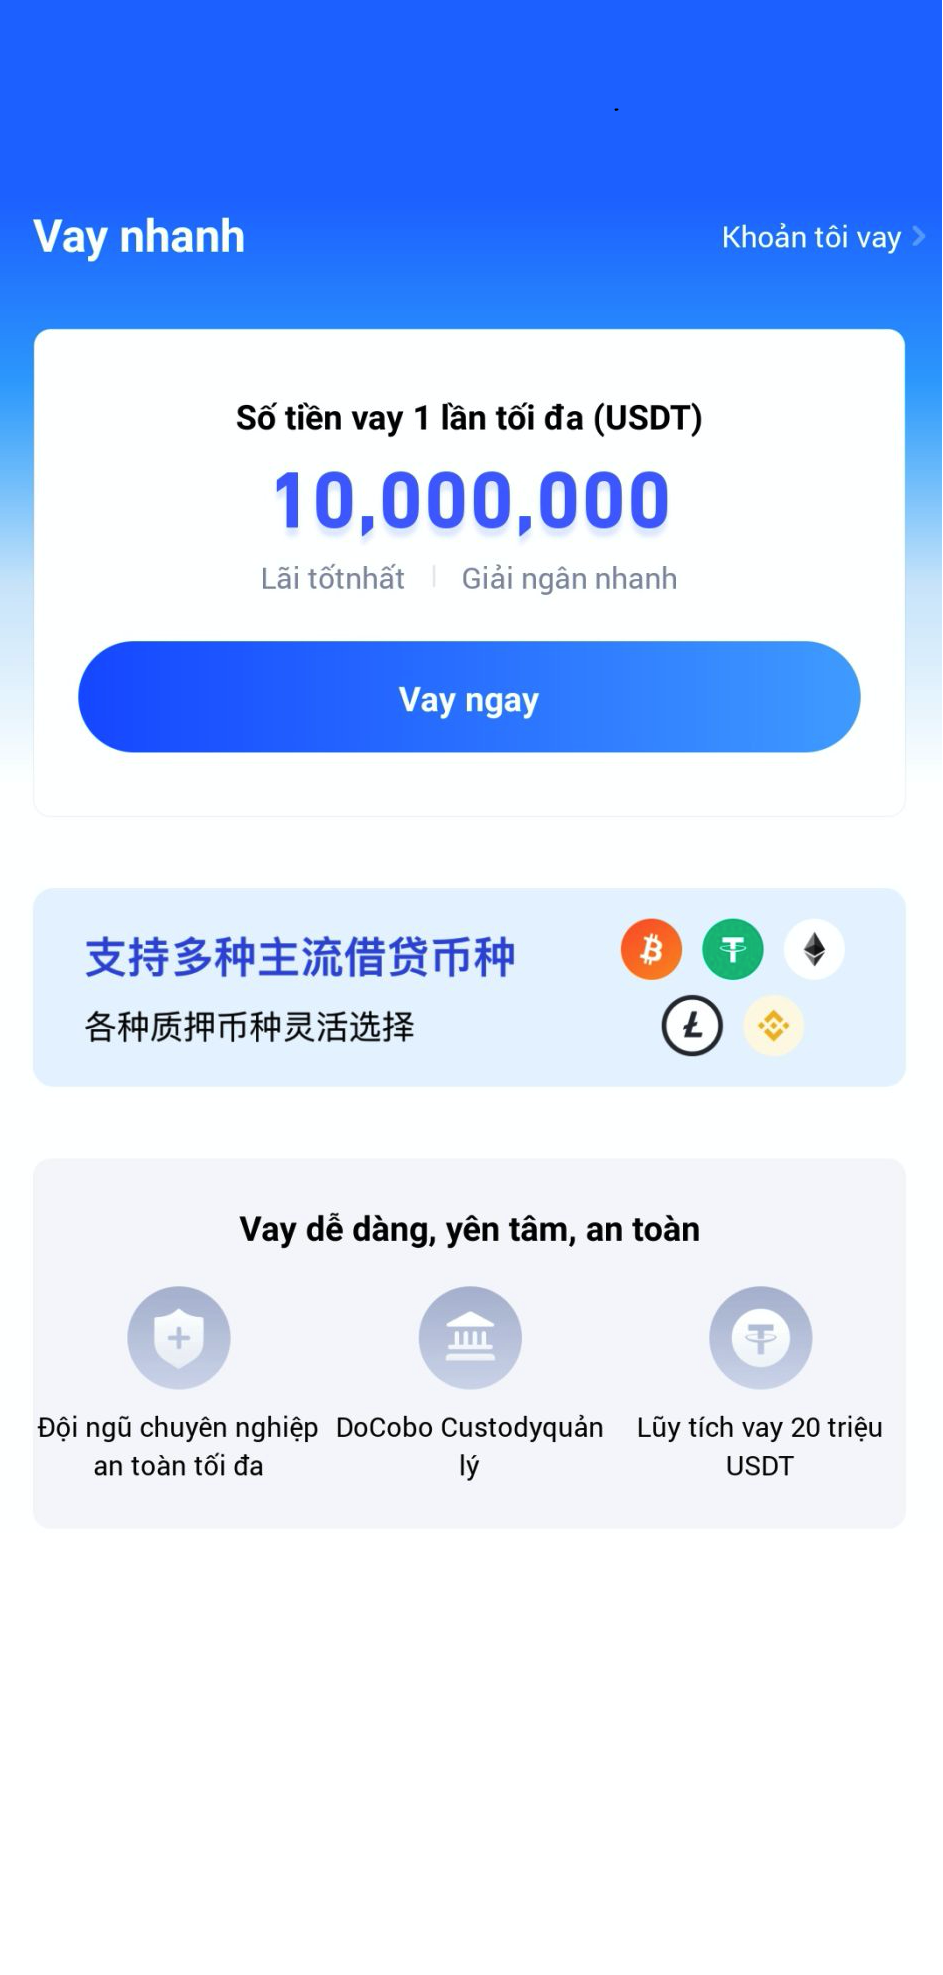 Vay nhanh
Khoản tôi vay
Số tiền vay 1 lần tối đa (USDT)
10,000,000
Lãi tốtnhất
Giải ngân nhanh
Vay ngay
支持多种主流借贷币种
各种质押币种灵活选择
Vay dễ dàng, yên tâm, an toàn
Đội ngũ chuyên nghiệp
an toàn tối đa
DoCobo Custodyquản
lý
Lũy tích vay 20 triệu
USDT